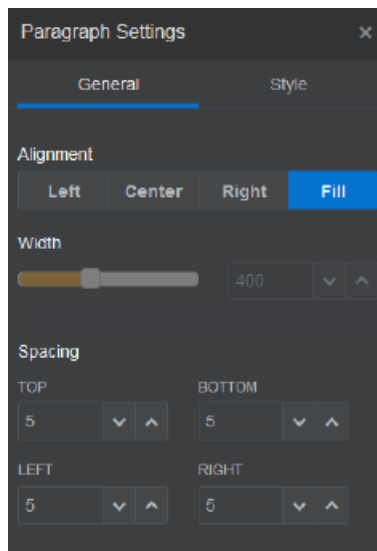 Paragraph Settings ×
General Style
Alignment
Left Center Right Fill
Width
400
Spacing
TOP BOTTOM
5 5
LEFT RIGHT
5 5